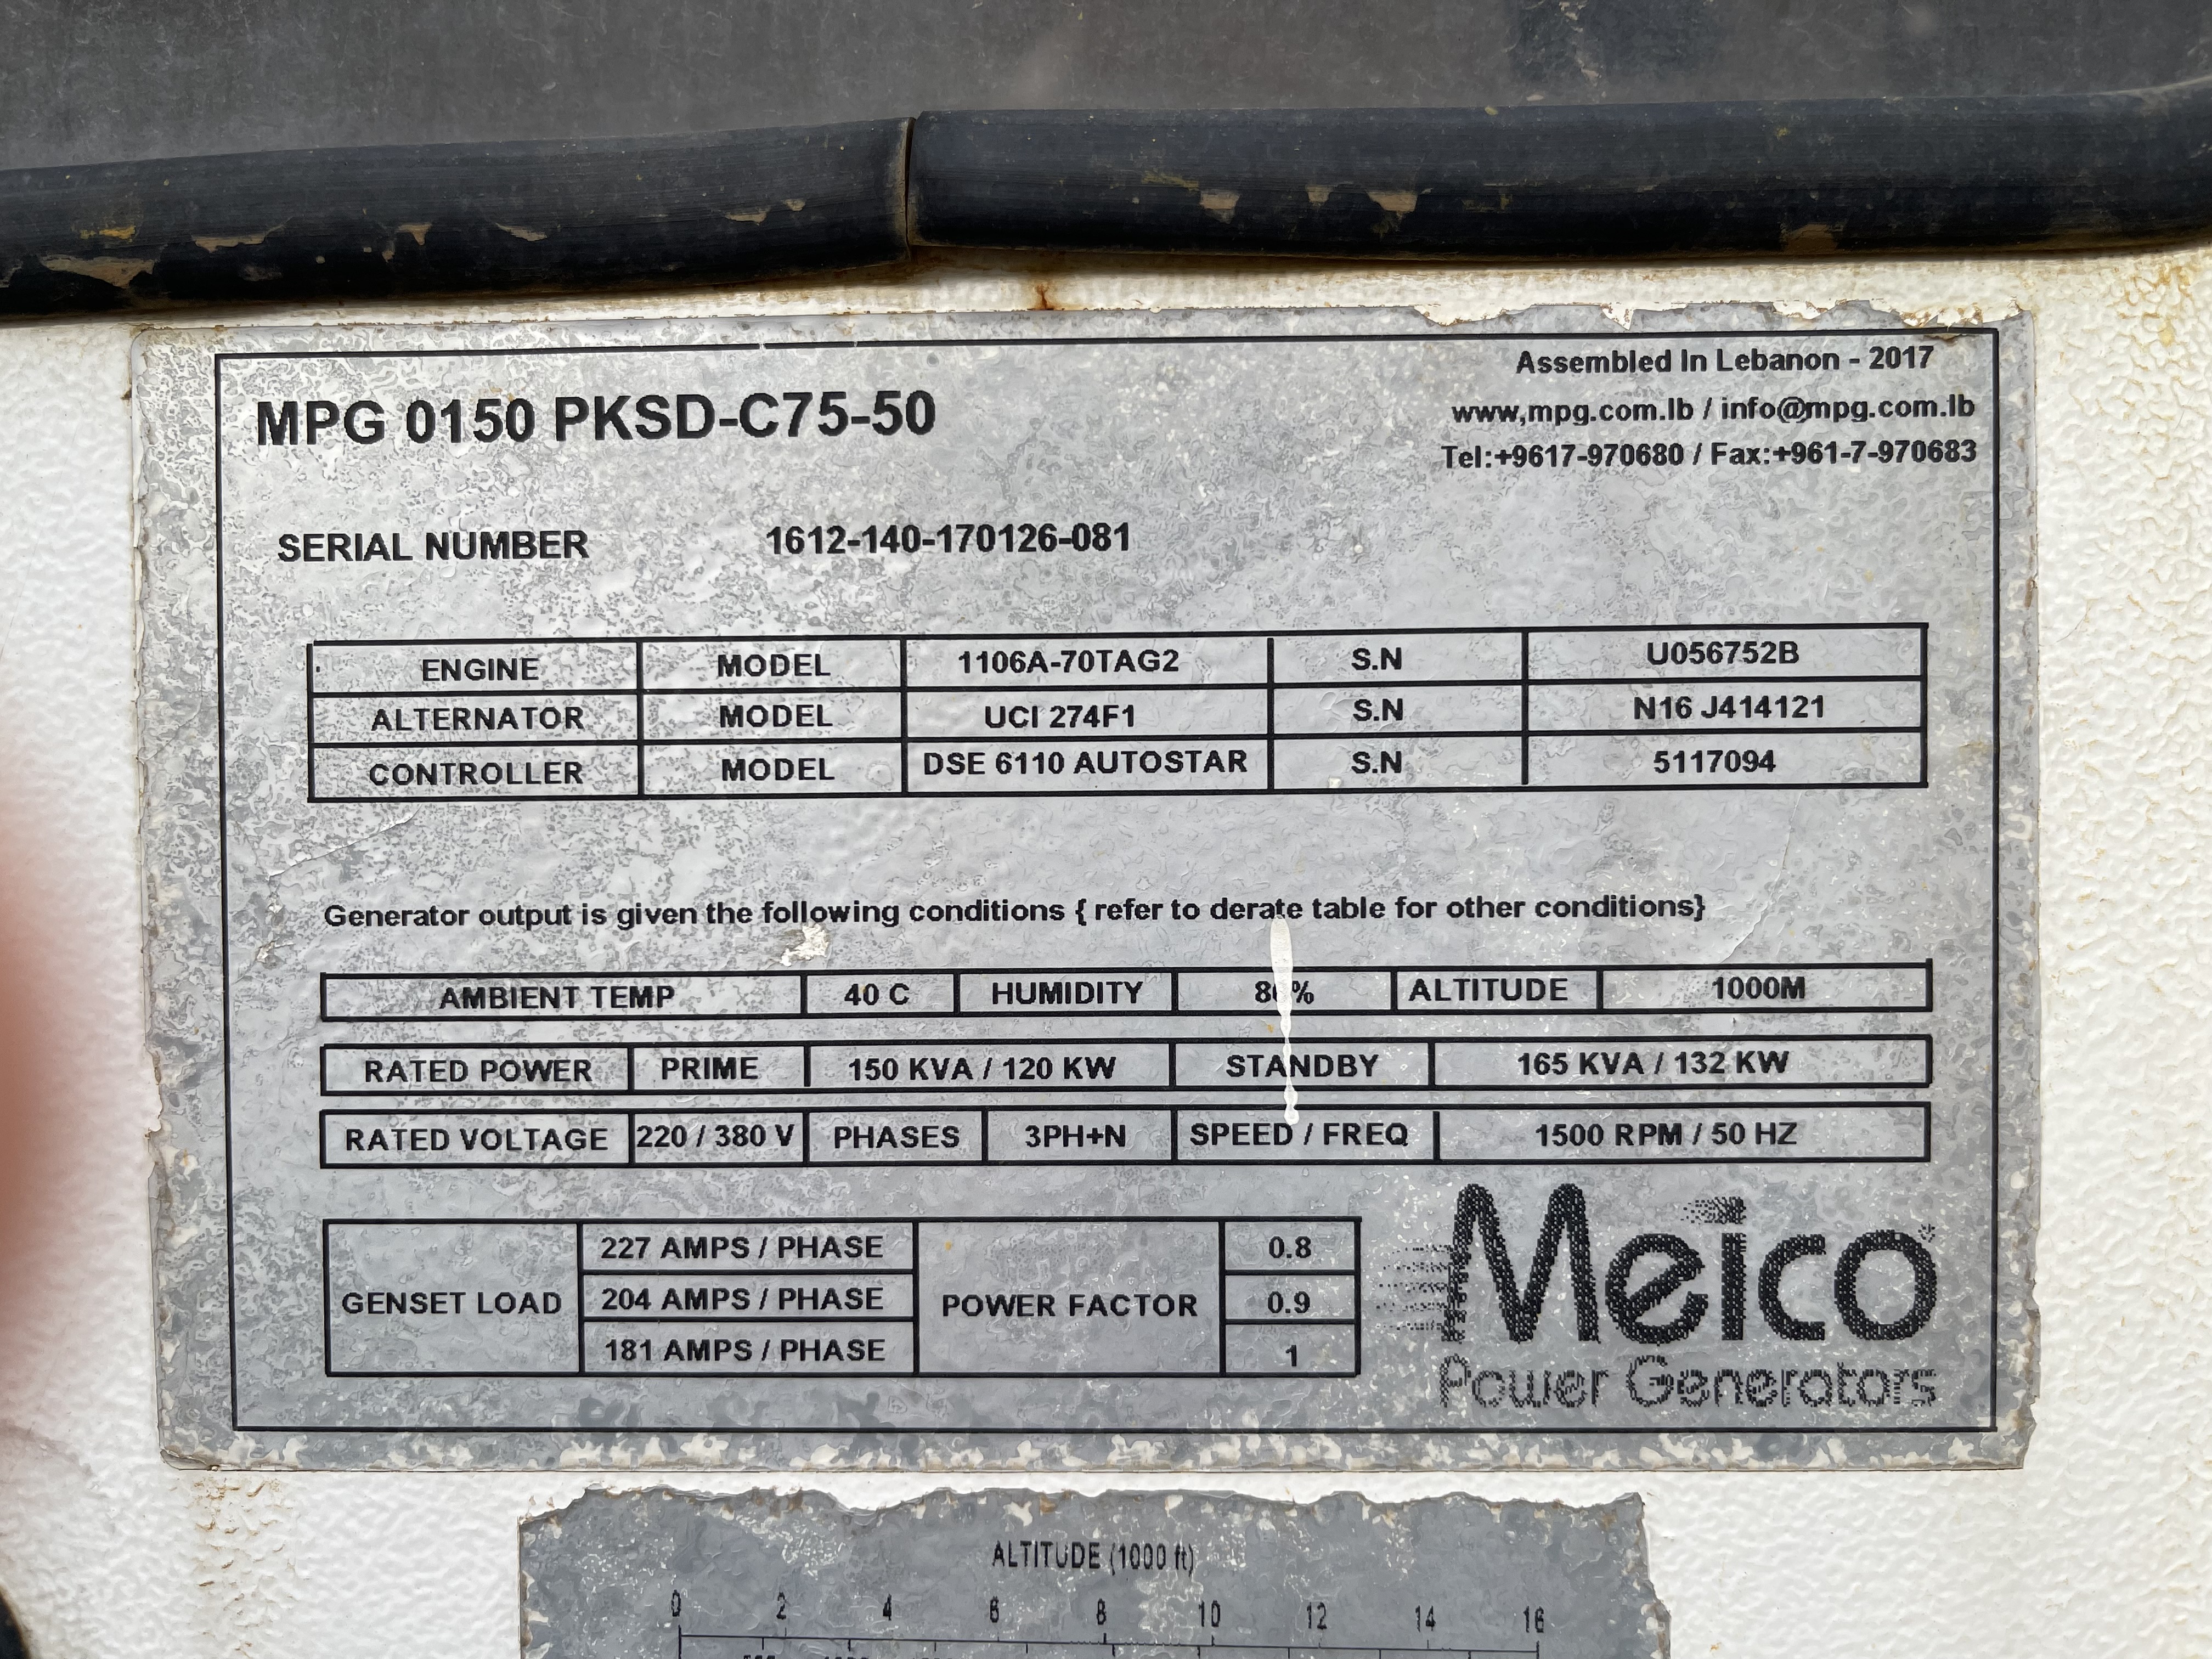 Assembled In Lebanon - 2017
MPG 0150 PKSD-C75-50
www,mpg.com.lb / info@mpg.com.lb
Tel:+9617-970680 / Fax:+961-7-970683
SERIAL NUMBER 1612-140-170126-081
ENGINE MODEL 1106A-70TAG2 S.N U056752B
ALTERNATOR MODEL UCI 274F1 S.N N16 J414121
CONTROLLER MODEL DSE 6110 AUTOSTAR S.N 5117094
Generator output is given the following conditions { refer to derate table for other conditions}
AMBIENT TEMP 40 C HUMIDITY ALTITUDE 1000M
RATED POWER PRIME 150 KVA / 120 KW STANDBY 165 KVA / 132 KW
RATED VOLTAGE 220 / 380 V PHASES 3PH+N SPEED / FREQ 1500 RPM / 50 HZ
GENSET LOAD
227 AMPS / PHASE
204 AMPS / PHASE
181 AMPS / PHASE
POWER FACTOR
0.8
0.9
1
Meico
Power Generators
ALTITUDE (1000 ft)
0 2 4 6 8 10 12 14 16